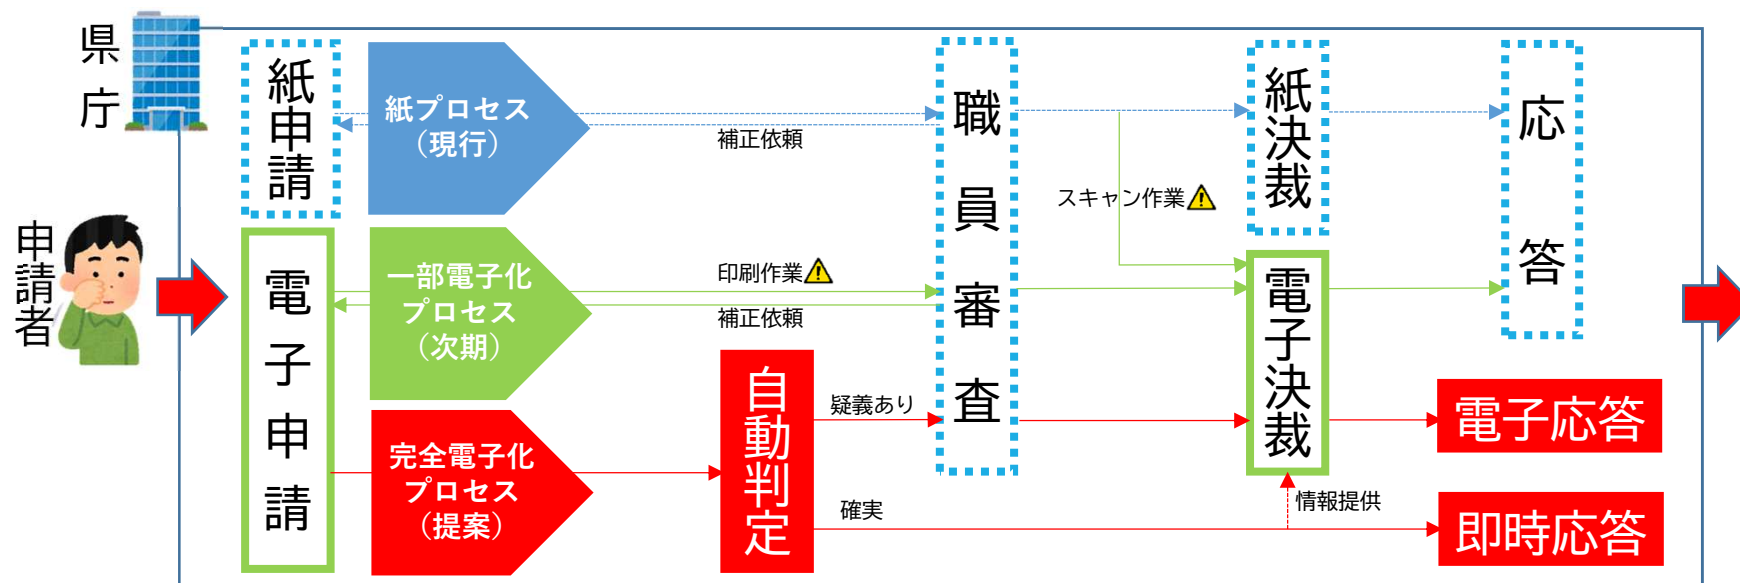 県庁
申請者
紙申請
紙プロセス
（現行）
補正依頼
職員審査
スキャン作業
紙決裁
応答
電子申請
一部電子化
プロセス
（次期）
印刷作業
補正依頼
電子決裁
完全電子化
プロセス
（提案）
自動判定
疑義あり
確実
情報提供
電子応答
即時応答